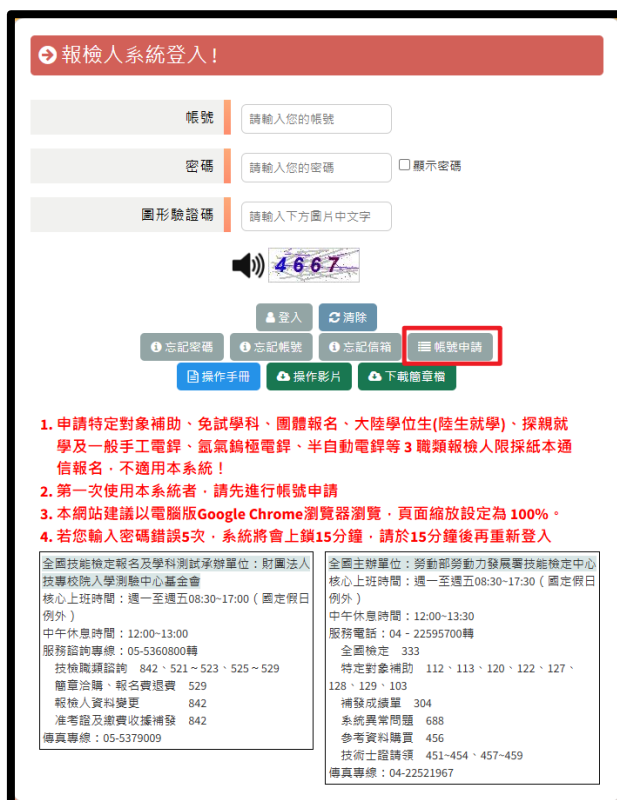 報檢人系統登入!
帳號
請輸入您的帳號
密碼
請輸入您的密碼
顯示密碼
圖形驗證碼
請輸入下方圖片中文字
4667
登入
清除
忘記密碼
忘記帳號
忘記信箱
帳號申請
操作手冊
操作影片
下載簡章檔
1. 申請特定對象補助、免試學科、團體報名、大陸學位生(陸生就學)、探親就
學及一般手工電銲、氬氣鎢極電銲、半自動電銲等 3 職類報檢人限採紙本通
信報名,不適用本系統!
2. 第一次使用本系統者,請先進行帳號申請
3. 本網站建議以電腦版Google Chrome瀏覽器瀏覽,頁面縮放設定為 100%。
4. 若您輸入密碼錯誤5次,系統將會上鎖15分鐘,請於15分鐘後再重新登入
全國技能檢定報名及學科測試承辦單位:財團法人
技專校院入學測驗中心基金會
核心上班時間:週一至週五08:30~17:00(國定假日
例外)
中午休息時間:12:00~13:00
服務諮詢專線:05-5360800轉
技檢職類諮詢 842、521~523、525~529
簡章洽購、報名費退費 529
報檢人資料變更 842
准考證及繳費收據補發 842
傳真專線:05-5379009
全國主辦單位:勞動部勞動力發展署技能檢定中心
核心上班時間:週一至週五08:30~17:30(國定假日
例外)
中午休息時間:12:00~13:30
服務電話:04-22595700轉
全國檢定 333
特定對象補助 112、113、120、122、127、
128、129、103
補發成績單 304
系統異常問題 688
參考資料購買 456
技術士證請領 451~454、457~459
傳真專線:04-22521967